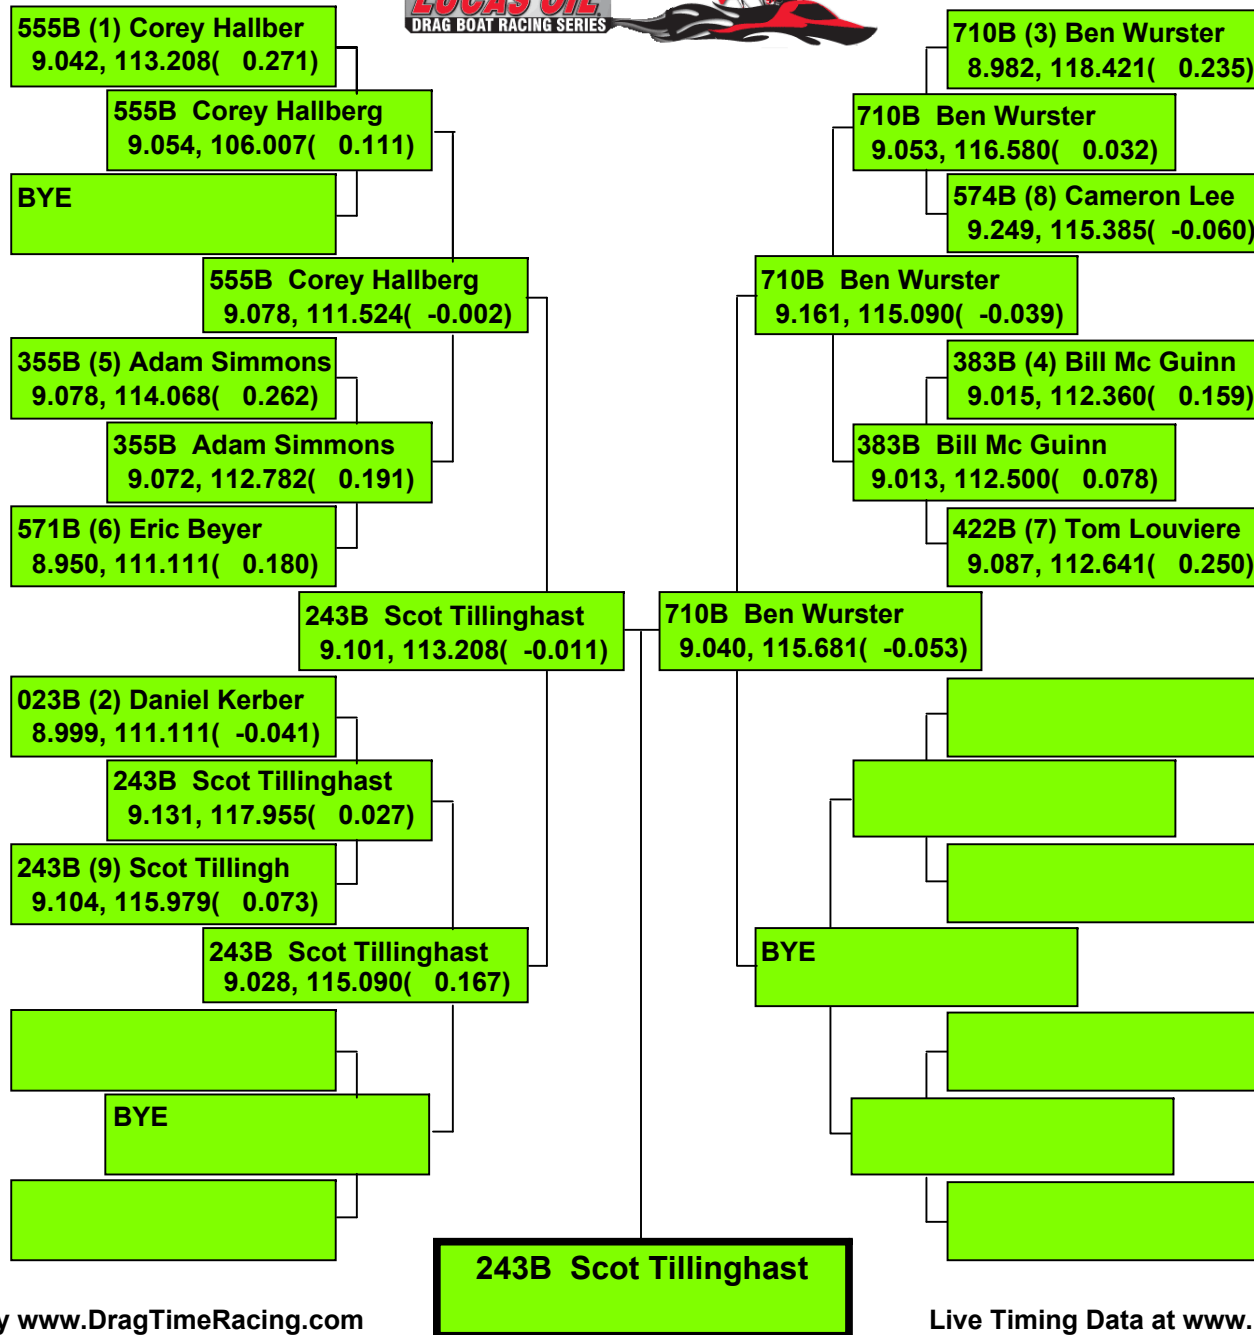 LUCAS OIL
DRAG BOAT RACING SERIES
555B (1) Corey Hallber
9.042, 113.208( 0.271)
555B Corey Hallberg
9.054, 106.007( 0.111)
BYE
555B Corey Hallberg
9.078, 111.524( -0.002)
355B (5) Adam Simmons
9.078, 114.068( 0.262)
355B Adam Simmons
9.072, 112.782( 0.191)
571B (6) Eric Beyer
8.950, 111.111( 0.180)
243B Scot Tillinghast
9.101, 113.208( -0.011)
023B (2) Daniel Kerber
8.999, 111.111( -0.041)
243B Scot Tillinghast
9.131, 117.955( 0.027)
243B (9) Scot Tillingh
9.104, 115.979( 0.073)
243B Scot Tillinghast
9.028, 115.090( 0.167)
BYE
710B (3) Ben Wurster
8.982, 118.421( 0.235)
710B Ben Wurster
9.053, 116.580( 0.032)
574B (8) Cameron Lee
9.249, 115.385( -0.060)
710B Ben Wurster
9.161, 115.090( -0.039)
383B (4) Bill Mc Guinn
9.015, 112.360( 0.159)
383B Bill Mc Guinn
9.013, 112.500( 0.078)
422B (7) Tom Louviere
9.087, 112.641( 0.250)
710B Ben Wurster
9.040, 115.681( -0.053)
BYE
243B Scot Tillinghast
y www.DragTimeRacing.com
Live Timing Data at www.